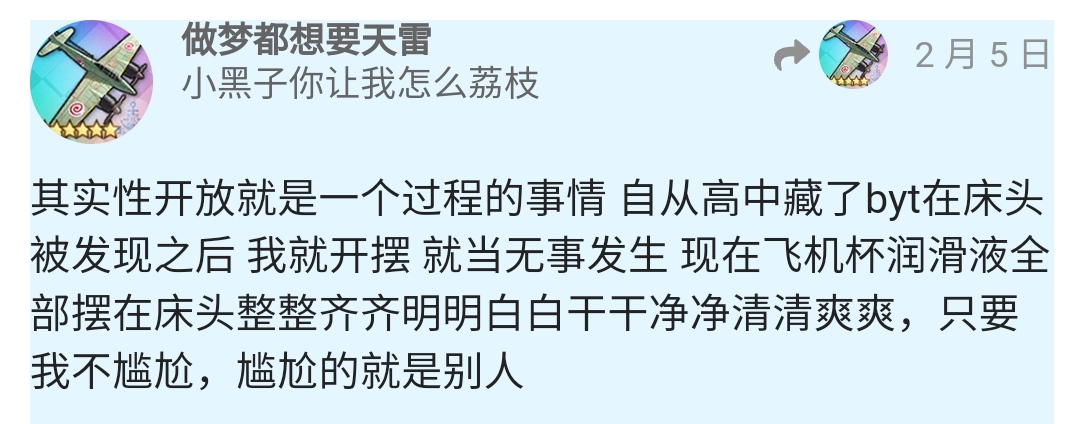 做梦都想要天雷
小黑子你让我怎么荔枝
2 月 5 日
其实性开放就是一个过程的事情 自从高中藏了byt在床头
被发现之后 我就开摆 就当无事发生 现在飞机杯润滑液全
部摆在床头整整齐齐明明白白干干净净清清爽爽，只要
我不尴尬，尴尬的就是别人